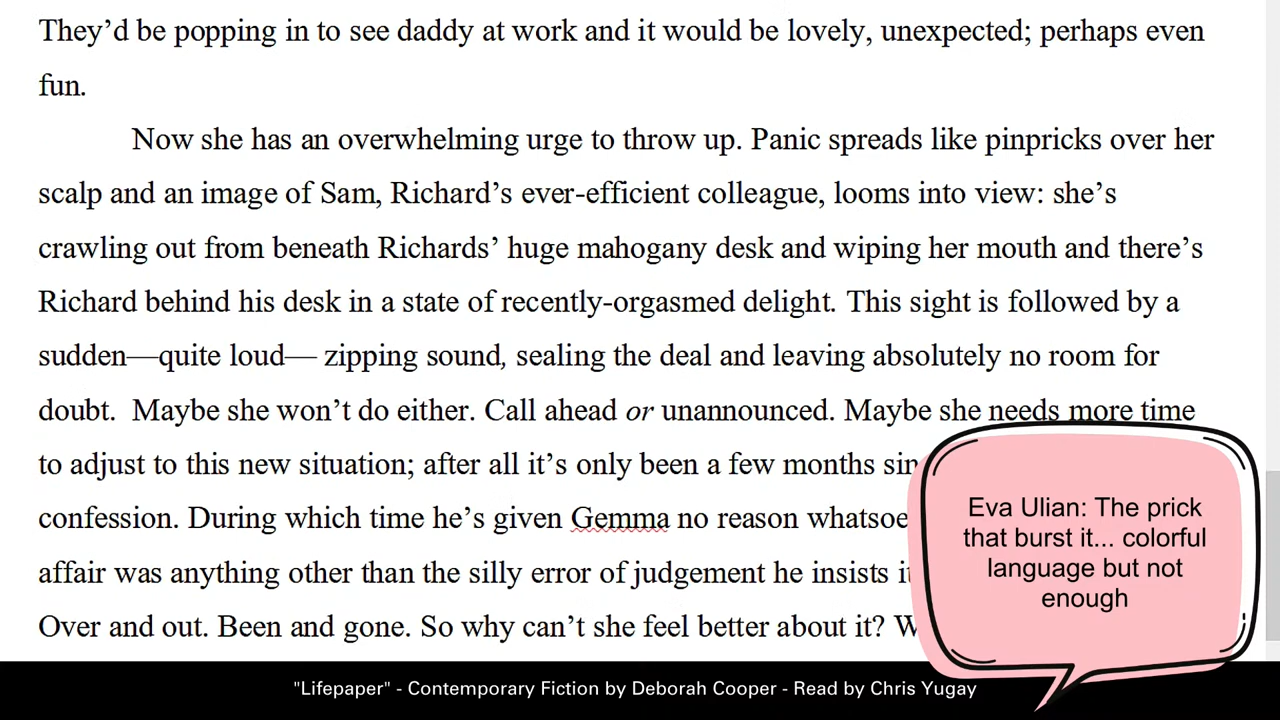 They’d be popping in to see daddy at work and it would be lovely, unexpected; perhaps even
fun.
Now she has an overwhelming urge to throw up. Panic spreads like pinpricks over her
scalp and an image of Sam, Richard’s ever-efficient colleague, looms into view: she’s
crawling out from beneath Richards’ huge mahogany desk and wiping her mouth and there’s
Richard behind his desk in a state of recently-orgasmed delight. This sight is followed by a
sudden—quite loud— zipping sound, sealing the deal and leaving absolutely no room for
doubt.  Maybe she won’t do either. Call ahead or unannounced. Maybe she needs more time
to adjust to this new situation; after all it’s only been a few months
confession. During which time he’s given Gemma no reason
affair was anything other than the silly error of judgement he insists
Over and out. Been and gone. So why can’t she feel better about it?
Eva Ulian: The prick
that burst it... colorful
language but not
enough
"Lifepaper" - Contemporary Fiction by Deborah Cooper - Read by Chris Yugay